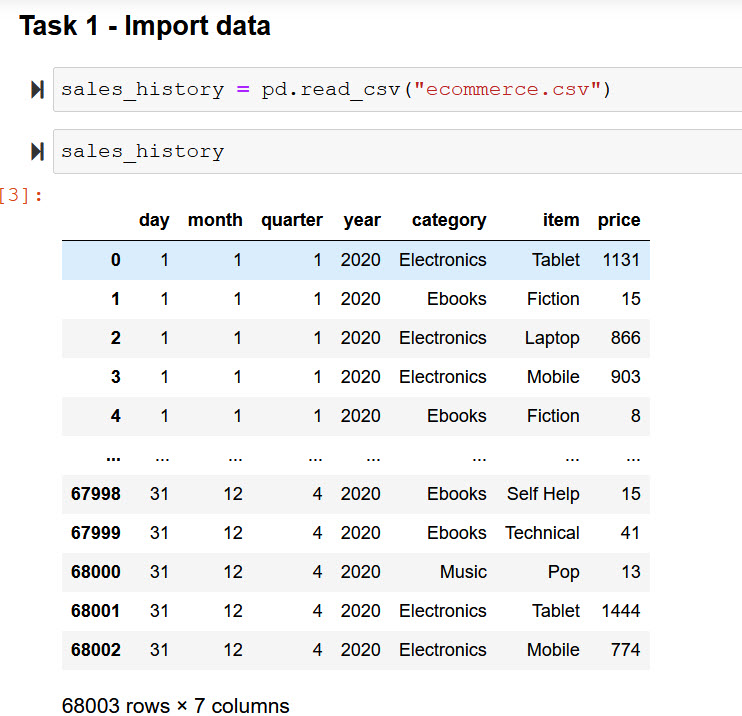 Task 1 - Import data
sales_history = pd.read_csv("ecommerce.csv")
sales_history
[3]:
day month quarter year category item price
0 1 1 1 2020 Electronics Tablet 1131
1 1 1 1 2020 Ebooks Fiction 15
2 1 1 1 2020 Electronics Laptop 866
3 1 1 1 2020 Electronics Mobile 903
4 1 1 1 2020 Ebooks Fiction 8
... ... ... ... ... ... ... ...
67998 31 12 4 2020 Ebooks Self Help 15
67999 31 12 4 2020 Ebooks Technical 41
68000 31 12 4 2020 Music Pop 13
68001 31 12 4 2020 Electronics Tablet 1444
68002 31 12 4 2020 Electronics Mobile 774
68003 rows × 7 columns